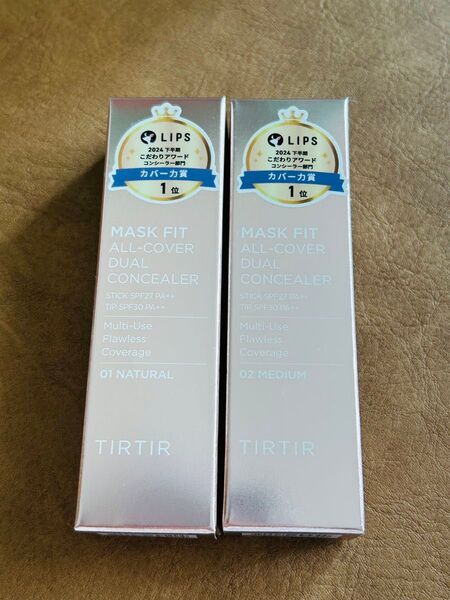 LIPS
2024 下半期
こだわりアワード
コンシーラー部門
カバー力賞
1位
MASK FIT
ALL-COVER
DUAL
CONCEALER
STICK SPF27 PA++
TIP SPF30 PA++
Multi-Use
Flawless
Coverage
01 NATURAL
TIRTIR
LIPS
2024 下半期
こだわりアワード
コンシーラー部門
カバー力賞
1位
MASK FIT
ALL-COVER
DUAL
CONCEALER
STICK SPF27 PA++
TIP SPF30 PA++
Multi-Use
Flawless
Coverage
02 MEDIUM
TIRTIR